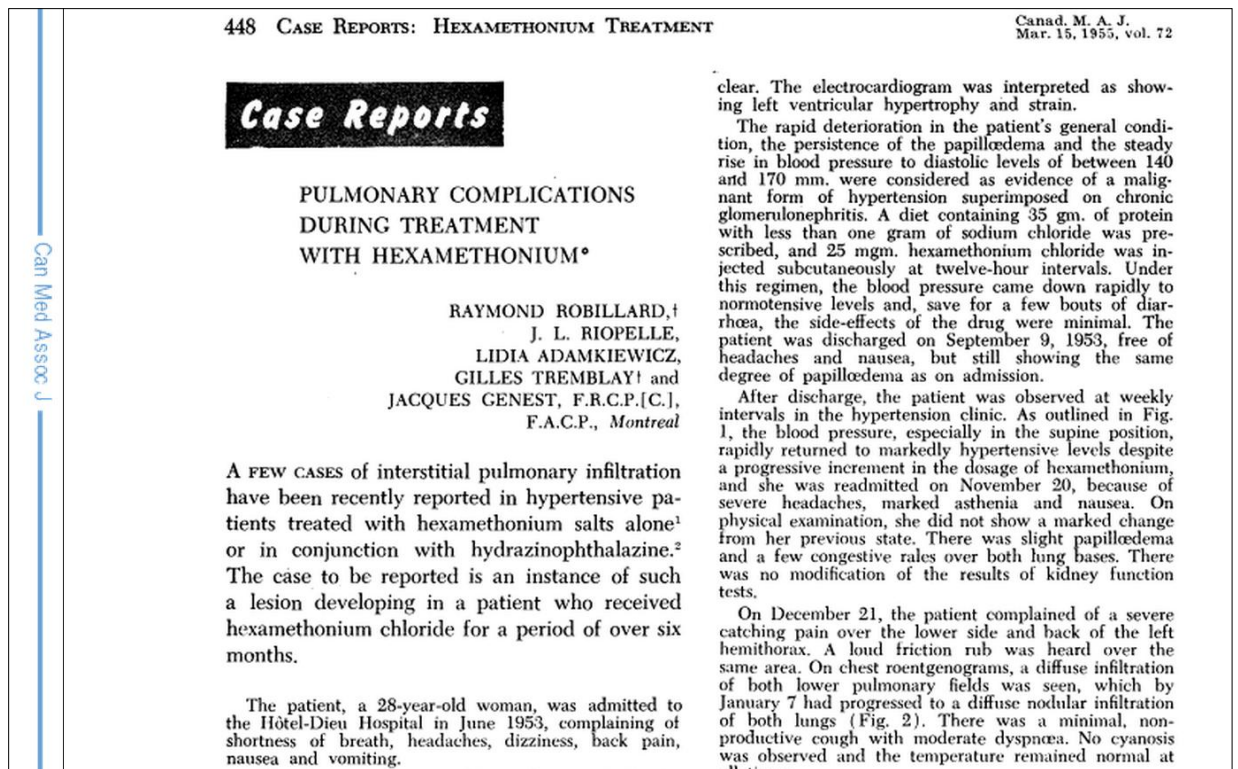 448 CASE REPORTS: HEXAMETHONIUM TREATMENT
Canad. M. A. J.
Mar. 15, 1955, vol. 72
Can Med Assoc J
Case Reports
PULMONARY COMPLICATIONS
DURING TREATMENT
WITH HEXAMETHONIUM*
RAYMOND ROBILLARD,†
J. L. RIOPELLE,
LIDIA ADAMKIEWICZ,
GILLES TREMBLAY† and
JACQUES GENEST, F.R.C.P.[C.],
F.A.C.P., Montreal
A FEW CASES of interstitial pulmonary infiltration
have been recently reported in hypertensive pa-
tients treated with hexamethonium salts alone¹
or in conjunction with hydrazinophthalazine.²
The case to be reported is an instance of such
a lesion developing in a patient who received
hexamethonium chloride for a period of over six
months.
The patient, a 28-year-old woman, was admitted to
the Hôtel-Dieu Hospital in June 1953, complaining of
shortness of breath, headaches, dizziness, back pain,
nausea and vomiting.
clear. The electrocardiogram was interpreted as show-
ing left ventricular hypertrophy and strain.
The rapid deterioration in the patient's general condi-
tion, the persistence of the papillœdema and the steady
rise in blood pressure to diastolic levels of between 140
and 170 mm. were considered as evidence of a malig-
nant form of hypertension superimposed on chronic
glomerulonephritis. A diet containing 35 gm. of protein
with less than one gram of sodium chloride was pre-
scribed, and 25 mgm. hexamethonium chloride was in-
jected subcutaneously at twelve-hour intervals. Under
this regimen, the blood pressure came down rapidly to
normotensive levels and, save for a few bouts of diar-
rhœa, the side-effects of the drug were minimal. The
patient was discharged on September 9, 1953, free of
headaches and nausea, but still showing the same
degree of papillœdema as on admission.
After discharge, the patient was observed at weekly
intervals in the hypertension clinic. As outlined in Fig.
1, the blood pressure, especially in the supine position,
rapidly returned to markedly hypertensive levels despite
a progressive increment in the dosage of hexamethonium,
and she was readmitted on November 20, because of
severe headaches, marked asthenia and nausea. On
physical examination, she did not show a marked change
from her previous state. There was slight papillœdema
and a few congestive rales over both lung bases. There
was no modification of the results of kidney function
tests.
On December 21, the patient complained of a severe
catching pain over the lower side and back of the left
hemithorax. A loud friction rub was heard over the
same area. On chest roentgenograms, a diffuse infiltration
of both lower pulmonary fields was seen, which by
January 7 had progressed to a diffuse nodular infiltration
of both lungs (Fig. 2). There was a minimal, non-
productive cough with moderate dyspnœa. No cyanosis
was observed and the temperature remained normal at